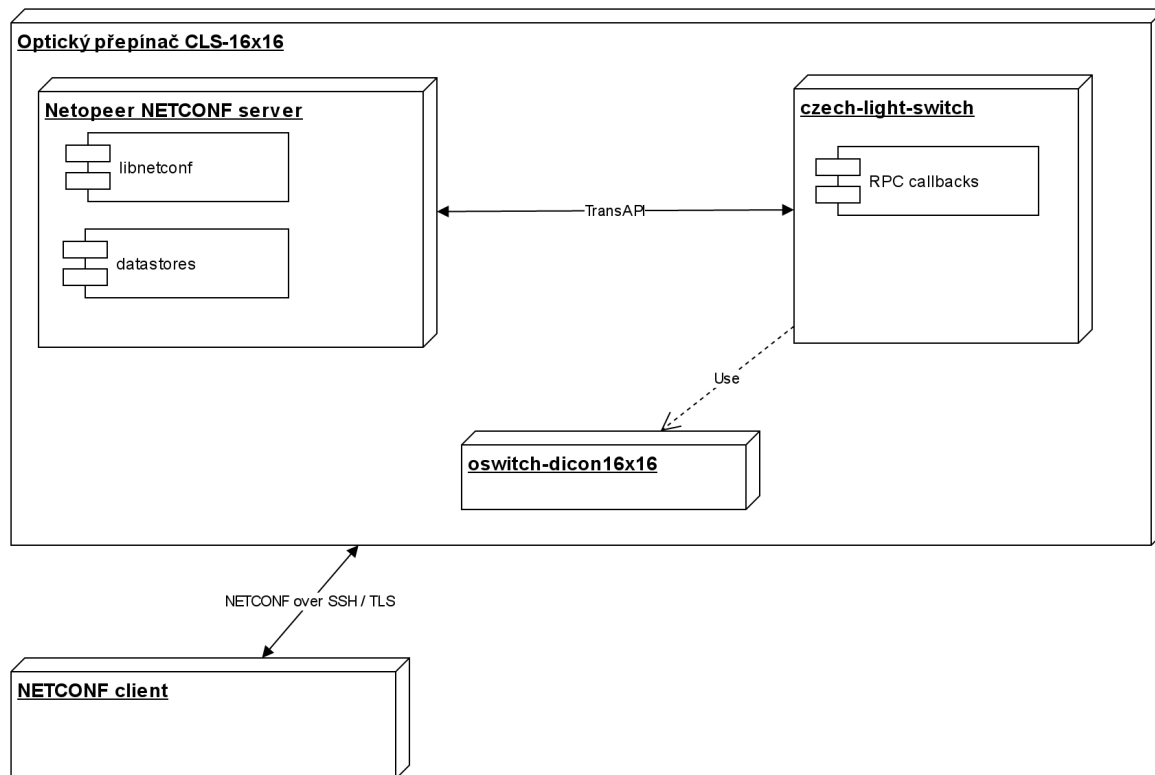 Optický přepínač CLS-16x16
Netopeer NETCONF server
libnetconf
datastores
czech-light-switch
RPC callbacks
TransAPI
Use
oswitch-dicon16x16
NETCONF over SSH / TLS
NETCONF client